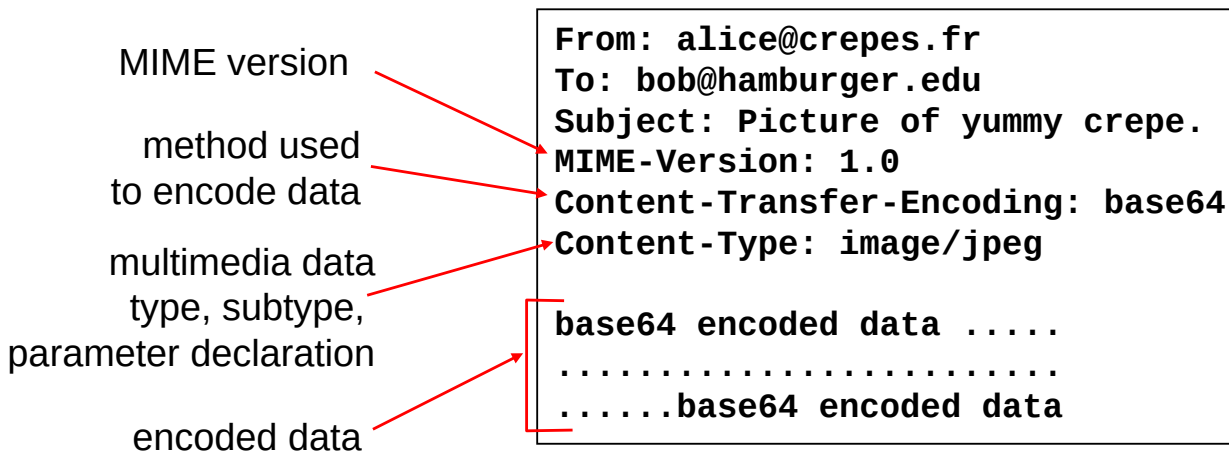 MIME version
method used
to encode data
multimedia data
type, subtype,
parameter declaration
encoded data
From: alice@crepes.fr
To: bob@hamburger.edu
Subject: Picture of yummy crepe.
MIME-Version: 1.0
Content-Transfer-Encoding: base64
Content-Type: image/jpeg
base64 encoded data .....
.........................
......base64 encoded data